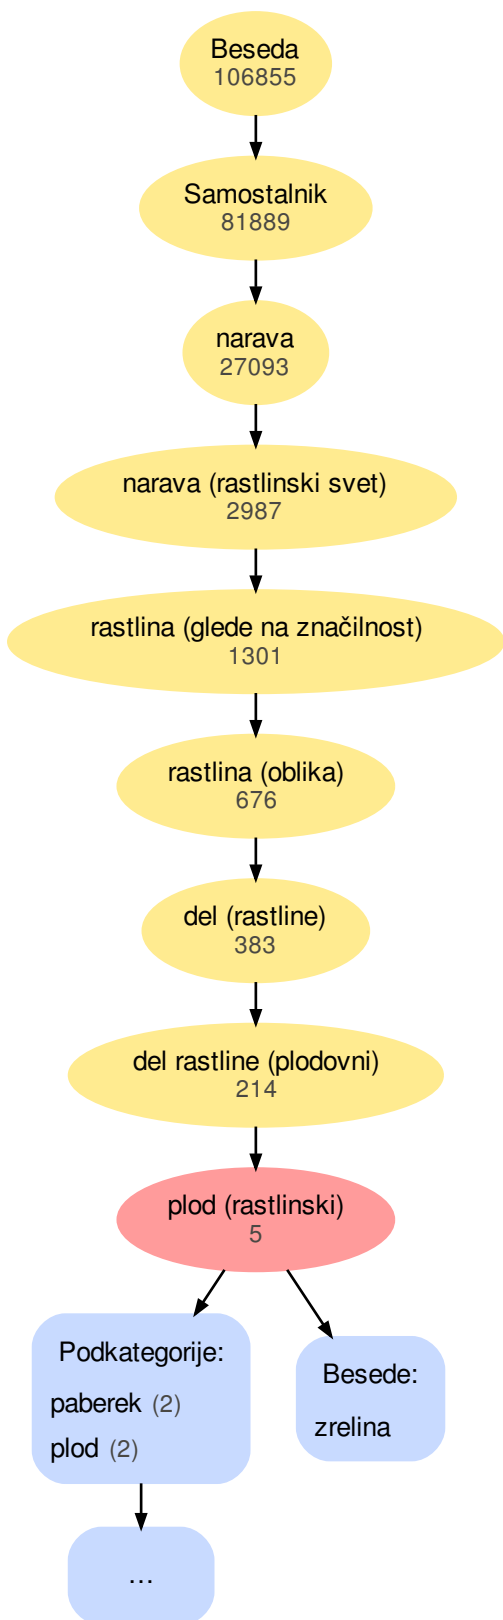 Beseda
106855
Samostalnik
81889
narava
27093
narava (rastlinski svet)
2987
rastlina (glede na značilnost)
1301
rastlina (oblika)
676
del (rastline)
383
del rastline (plodovni)
214
plod (rastlinski)
5
Podkategorije:
paberek (2)
plod (2)
Besede:
zrelina
…